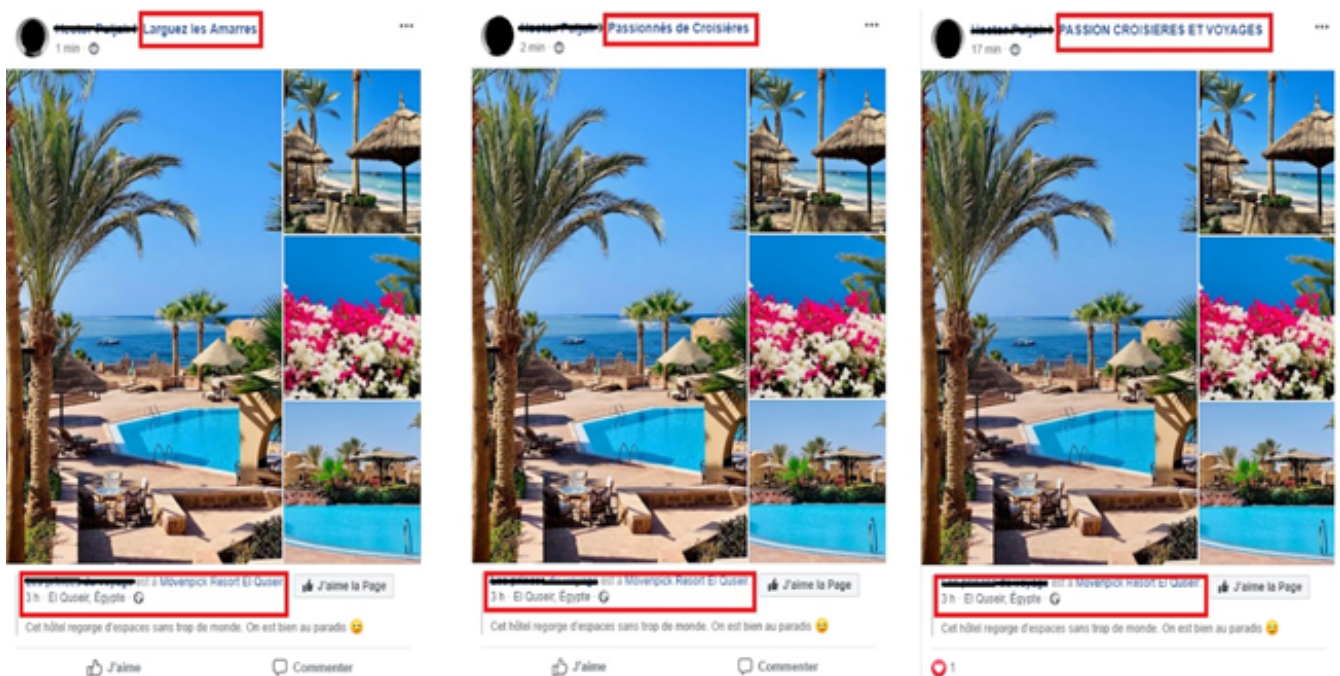 Larguez les Amarres
1 min
J'aime la Page
est à Mövenpick Resort El Quseir
3 h · El Quseir, Égypte
Cet hôtel regorge d'espaces sans trop de monde. On est bien au paradis
J'aime
Commenter
Passionnés de Croisières
2 min
J'aime la Page
est à Mövenpick Resort El Quseir
3 h · El Quseir, Égypte
Cet hôtel regorge d'espaces sans trop de monde. On est bien au paradis
J'aime
Commenter
PASSION CROISIERES ET VOYAGES
17 min
J'aime la Page
est à Mövenpick Resort El Quseir
3 h · El Quseir, Égypte
Cet hôtel regorge d'espaces sans trop de monde. On est bien au paradis
1